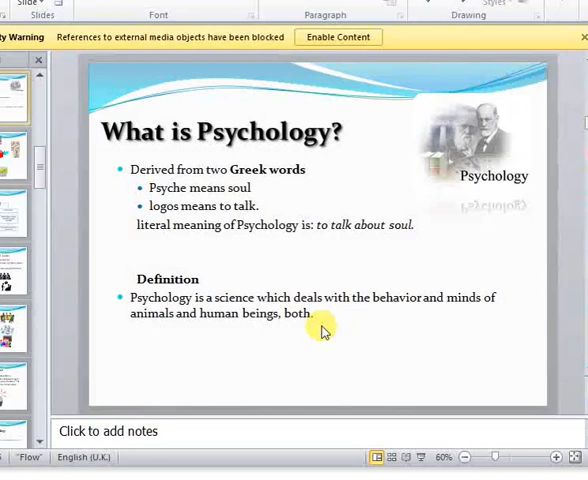 Slide
Styles
Slides
Font
Paragraph
Drawing
ty Warning References to external media objects have been blocked Enable Content
What is Psychology?
Derived from two Greek words
Psyche means soul
logos means to talk.
literal meaning of Psychology is: to talk about soul.
Psychology
Definition
Psychology is a science which deals with the behavior and minds of
animals and human beings, both.
Click to add notes
"Flow" English (U.K.) 60%